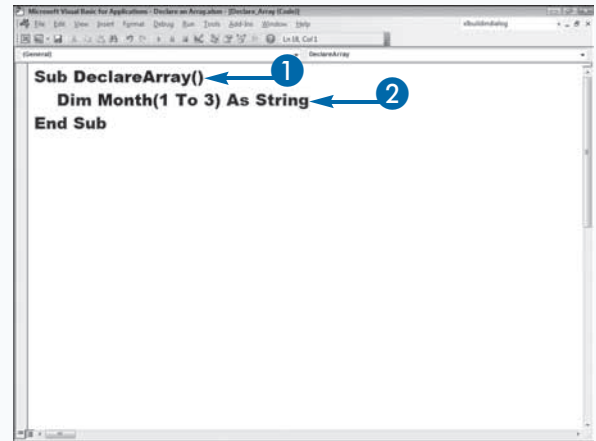 Microsoft Visual Basic for Applications - Declare an Array.xlsm - [Declare_Array (Code)]
File Edit View Insert Format Debug Run Tools Add-Ins Window Help
xlbuildindialog
Ln 18, Col 1
(General)
DeclareArray
Sub DeclareArray()
1
Dim Month(1 To 3) As String
2
End Sub